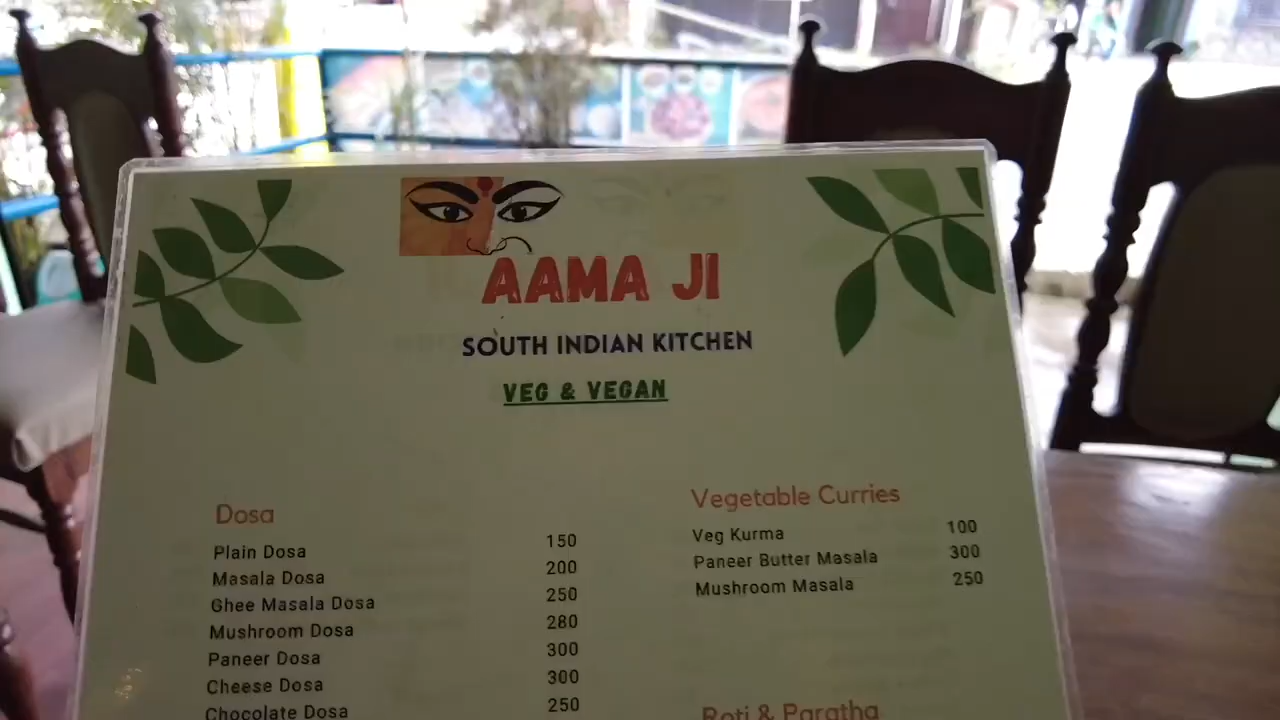 AAMA JI
SOUTH INDIAN KITCHEN
VEG & VEGAN
Dosa
Plain Dosa 150
Masala Dosa 200
Ghee Masala Dosa 250
Mushroom Dosa 280
Paneer Dosa 300
Cheese Dosa 300
Chocolate Dosa 250
Vegetable Curries
Veg Kurma 100
Paneer Butter Masala 300
Mushroom Masala 250
Roti & Paratha